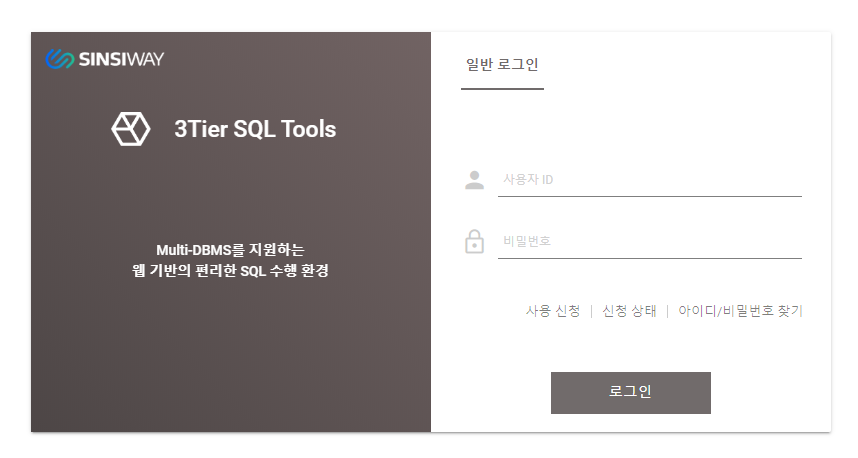 SINSIWAY
3Tier SQL Tools
Multi-DBMS를 지원하는
웹 기반의 편리한 SQL 수행 환경
일반 로그인
사용자 ID
비밀번호
사용 신청 | 신청 상태 | 아이디/비밀번호 찾기
로그인